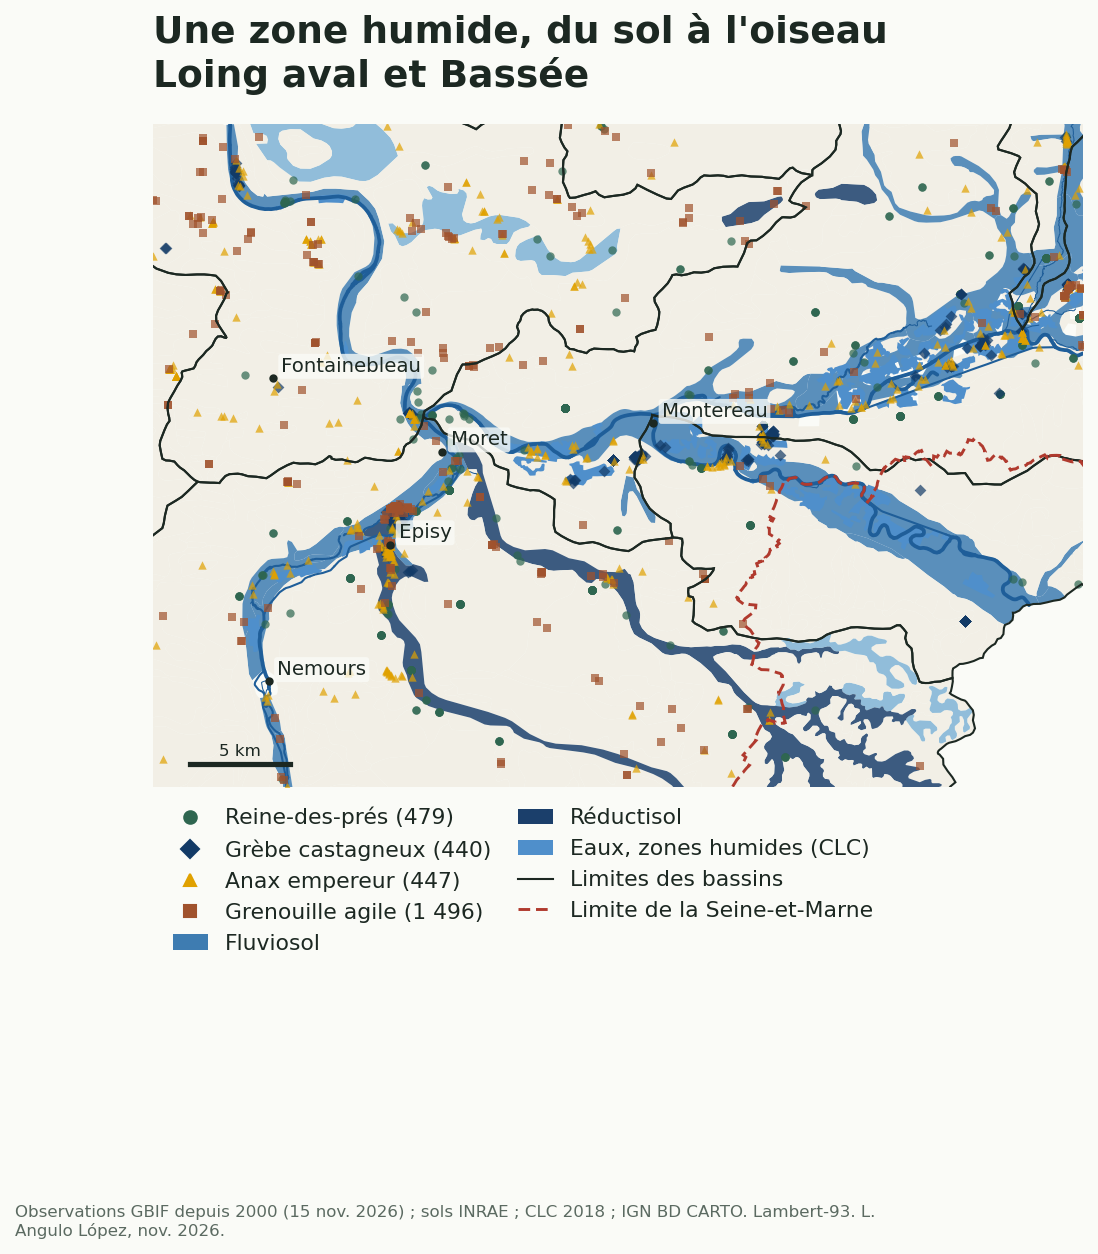 Une zone humide, du sol à l'oiseau
Loing aval et Bassée
Fontainebleau
Montereau
Moret
Episy
Nemours
5 km
Reine-des-prés (479)
Grèbe castagneux (440)
Anax empereur (447)
Grenouille agile (1 496)
Fluviosol
Réductisol
Eaux, zones humides (CLC)
Limites des bassins
Limite de la Seine-et-Marne
Observations GBIF depuis 2000 (15 nov. 2026) ; sols INRAE ; CLC 2018 ; IGN BD CARTO. Lambert-93. L.
Angulo López, nov. 2026.